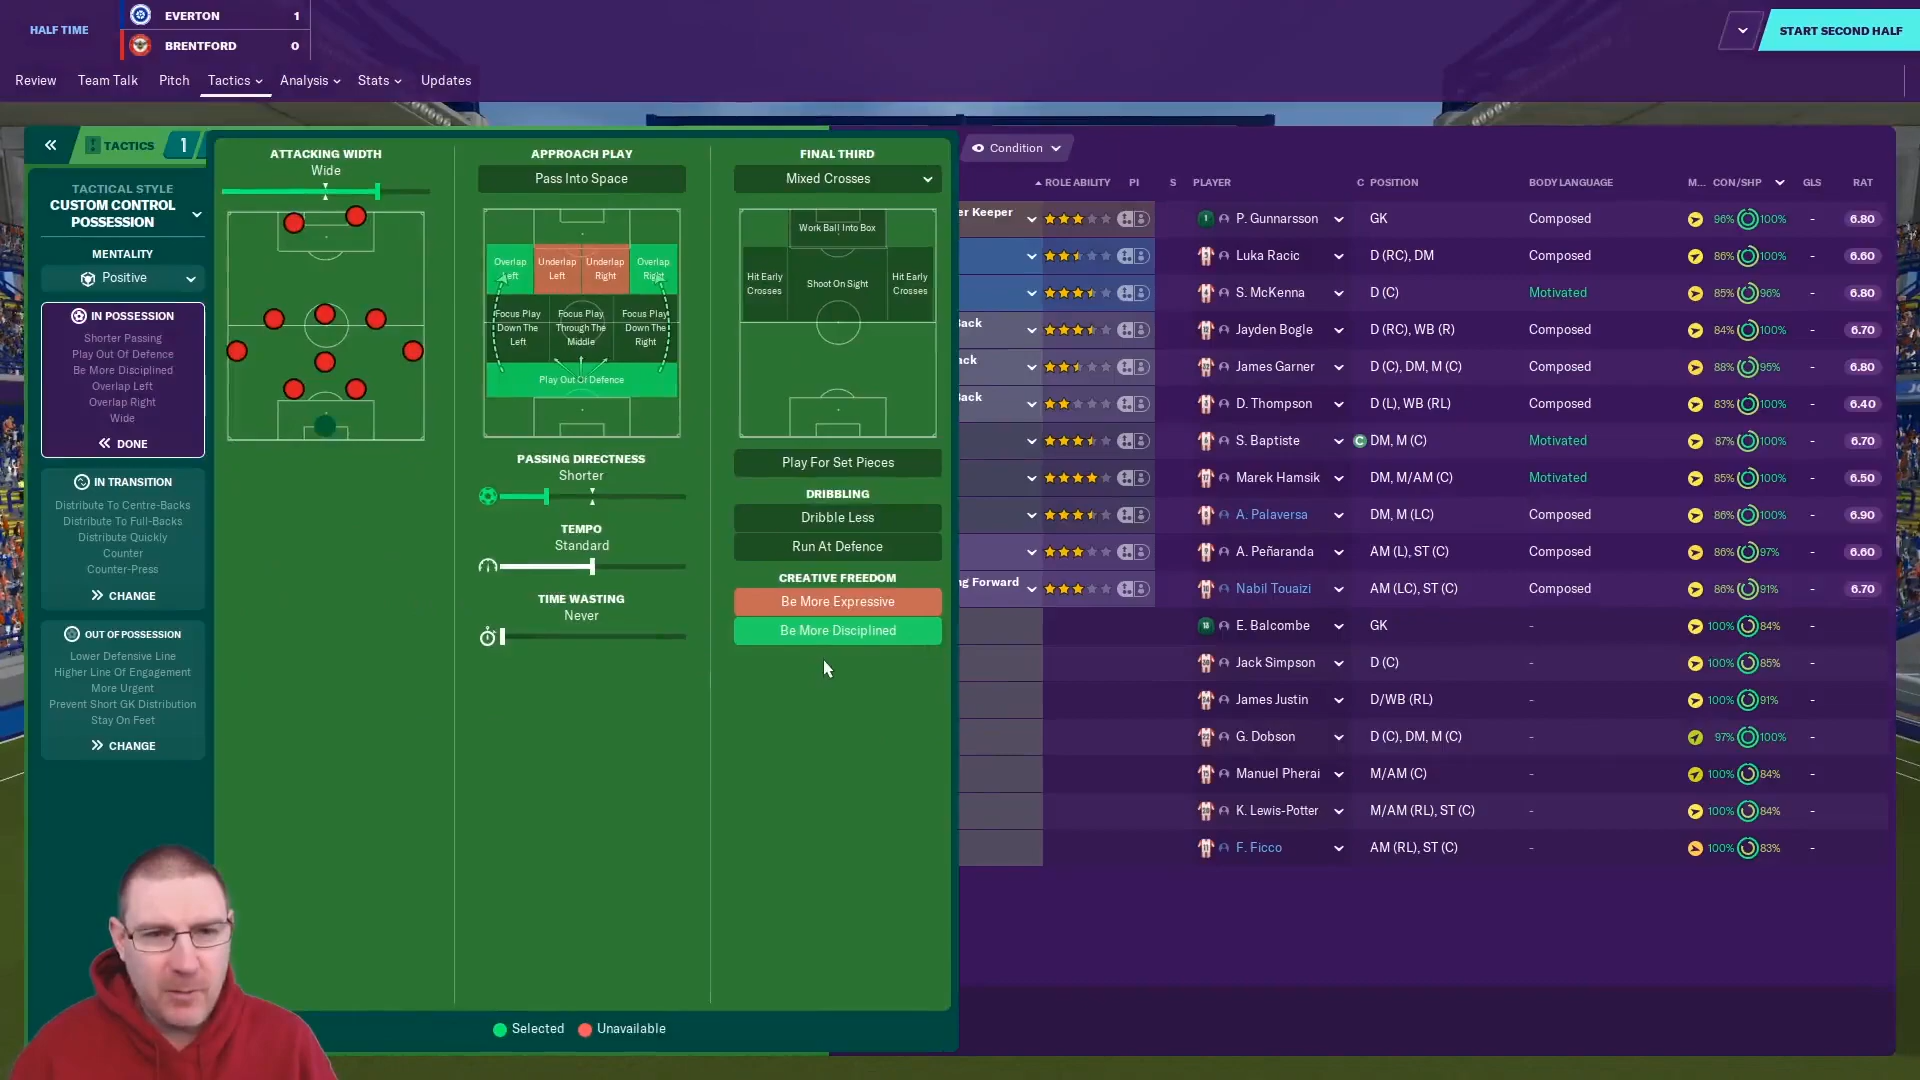 HALF TIME
EVERTON 1
BRENTFORD 0
START SECOND HALF
Review Team Talk Pitch Tactics Analysis Stats Updates
TACTICS 1
TACTICAL STYLE
CUSTOM CONTROL
POSSESSION
MENTALITY
Positive
IN POSSESSION
Shorter Passing
Play Out Of Defence
Be More Disciplined
Overlap Left
Overlap Right
Wide
DONE
IN TRANSITION
Distribute To Centre-Backs
Distribute To Full-Backs
Distribute Quickly
Counter
Counter-Press
CHANGE
OUT OF POSSESSION
Lower Defensive Line
Higher Line Of Engagement
More Urgent
Prevent Short GK Distribution
Stay On Feet
CHANGE
ATTACKING WIDTH
Wide
APPROACH PLAY
Pass Into Space
Overlap
Left
Underlap
Left
Underlap
Right
Overlap
Right
Focus Play
Down The
Left
Focus Play
Through The
Middle
Focus Play
Down The
Right
Play Out Of Defence
PASSING DIRECTNESS
Shorter
TEMPO
Standard
TIME WASTING
Never
FINAL THIRD
Mixed Crosses
Work Ball Into Box
Hit Early
Crosses
Shoot On Sight
Hit Early
Crosses
Play For Set Pieces
DRIBBLING
Dribble Less
Run At Defence
CREATIVE FREEDOM
Be More Expressive
Be More Disciplined
Selected Unavailable
Condition
ROLE ABILITY PI S PLAYER C POSITION BODY LANGUAGE M... CON/SHP GLS RAT
er Keeper P. Gunnarsson GK Composed 96% 100% - 6.80
Luka Racic D (RC), DM Composed 86% 100% - 6.60
S. McKenna D (C) Motivated 85% 96% - 6.80
Back Jayden Bogle D (RC), WB (R) Composed 84% 100% - 6.70
ack James Garner D (C), DM, M (C) Composed 88% 95% - 6.80
Back D. Thompson D (L), WB (RL) Composed 83% 100% - 6.40
S. Baptiste C DM, M (C) Motivated 87% 100% - 6.70
Marek Hamsik DM, M/AM (C) Motivated 85% 100% - 6.50
A. Palaversa DM, M (LC) Composed 86% 100% - 6.90
A. Peñaranda AM (L), ST (C) Composed 86% 97% - 6.60
ng Forward Nabil Touaizi AM (LC), ST (C) Composed 86% 91% - 6.70
E. Balcombe GK - 100% 84% -
Jack Simpson D (C) - 100% 85% -
James Justin D/WB (RL) - 100% 91% -
G. Dobson D (C), DM, M (C) - 97% 100% -
Manuel Pherai M/AM (C) - 100% 84% -
K. Lewis-Potter M/AM (RL), ST (C) - 100% 84% -
F. Ficco AM (RL), ST (C) - 100% 83% -